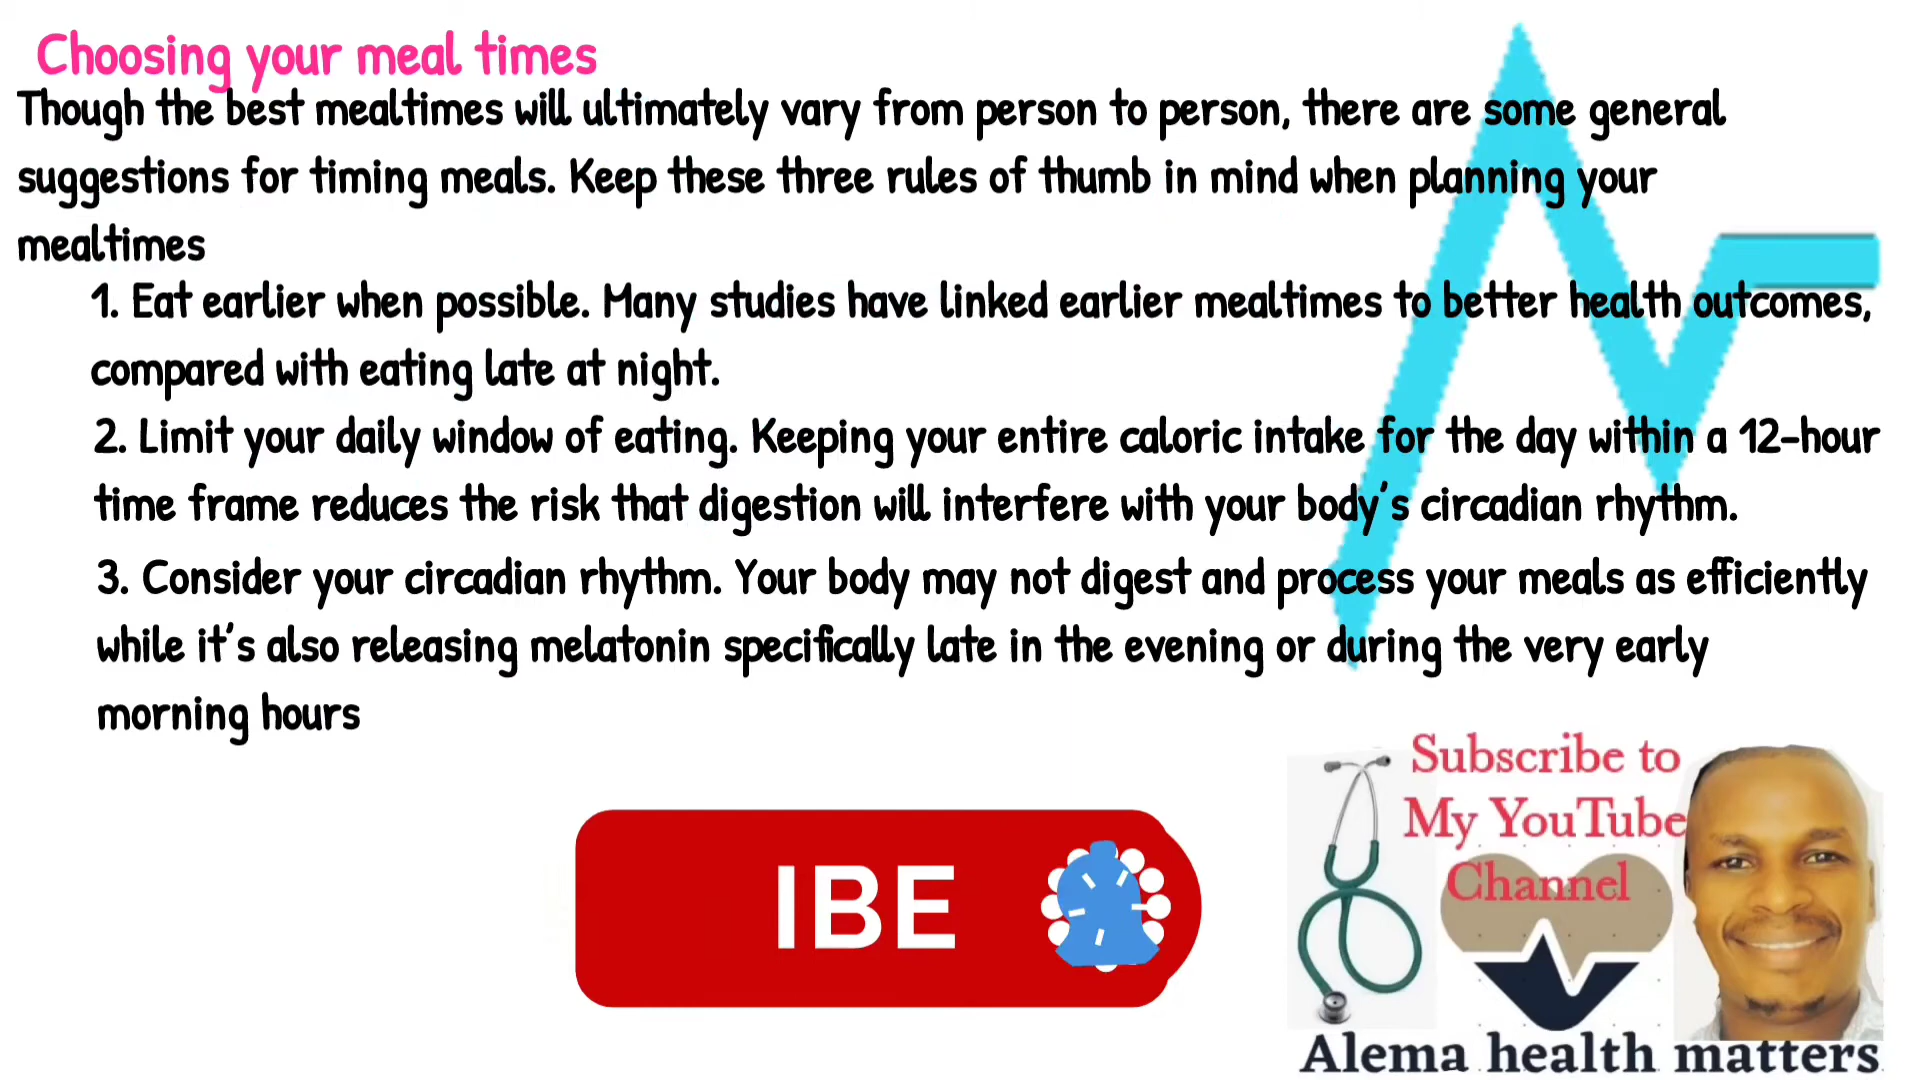 Choosing your meal times
Though the best mealtimes will ultimately vary from person to person, there are some general
suggestions for timing meals. Keep these three rules of thumb in mind when planning your
mealtimes
1. Eat earlier when possible. Many studies have linked earlier mealtimes to better health outcomes,
compared with eating late at night.
2. Limit your daily window of eating. Keeping your entire caloric intake for the day within a 12-hour
time frame reduces the risk that digestion will interfere with your body's circadian rhythm.
3. Consider your circadian rhythm. Your body may not digest and process your meals as efficiently
while it's also releasing melatonin specifically late in the evening or during the very early
morning hours
IBE
Subscribe to
My YouTube
Channel
Alema health matters